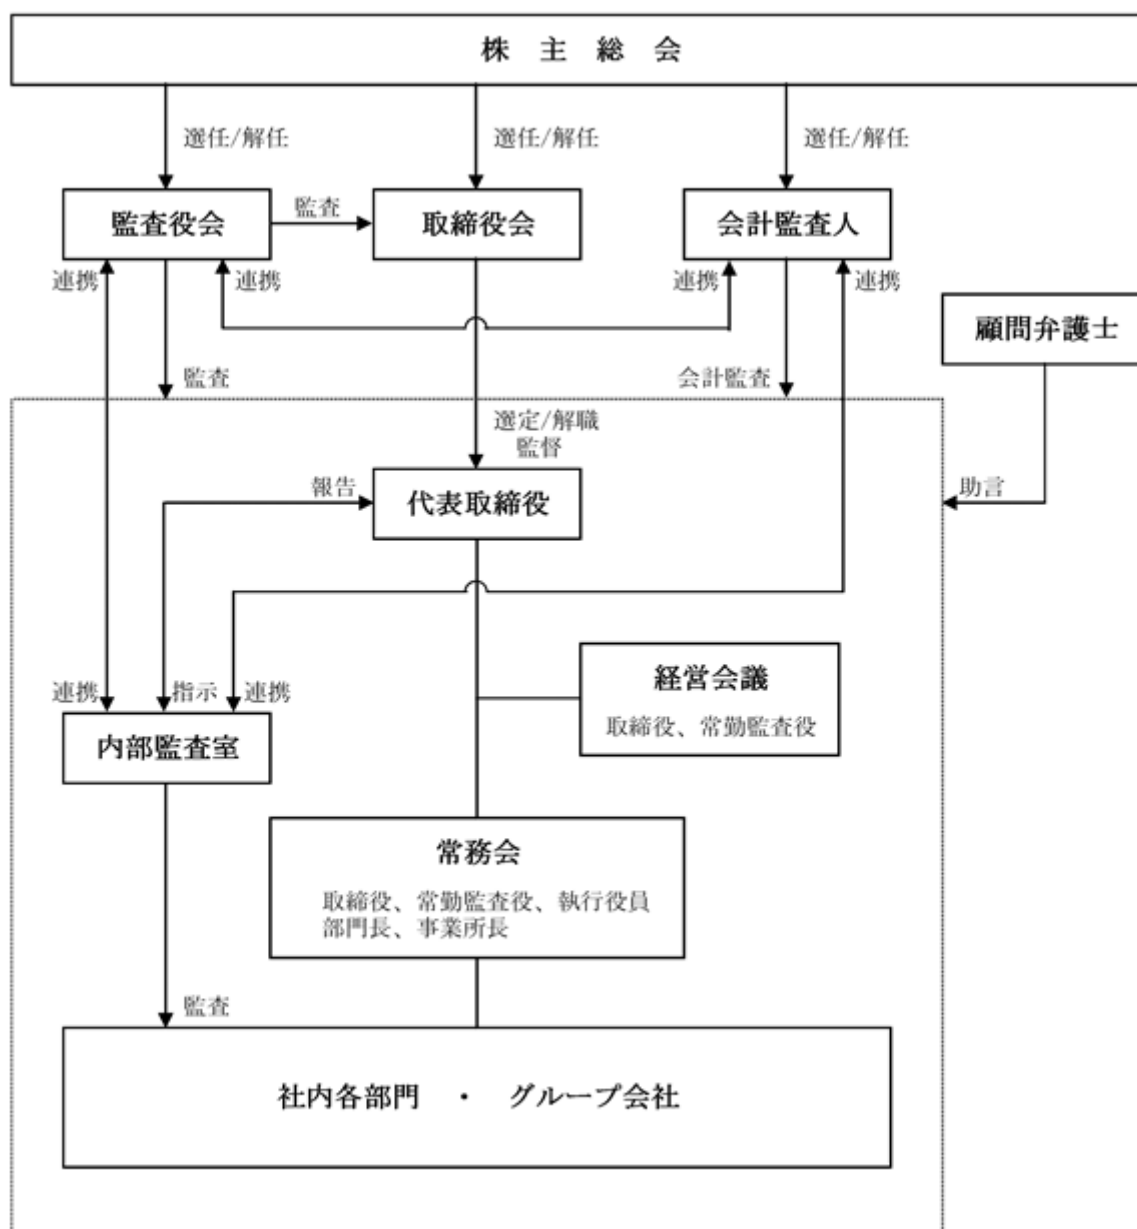 株 主 総 会
選任/解任
選任/解任
選任/解任
監査役会
監査
取締役会
会計監査人
連携
連携
連携
連携
顧問弁護士
監査
会計監査
選定/解職
監督
報告
代表取締役
助言
経営会議
取締役、常勤監査役
連携
指示
連携
内部監査室
常務会
取締役、常勤監査役、執行役員
部門長、事業所長
監査
社内各部門 ・ グループ会社